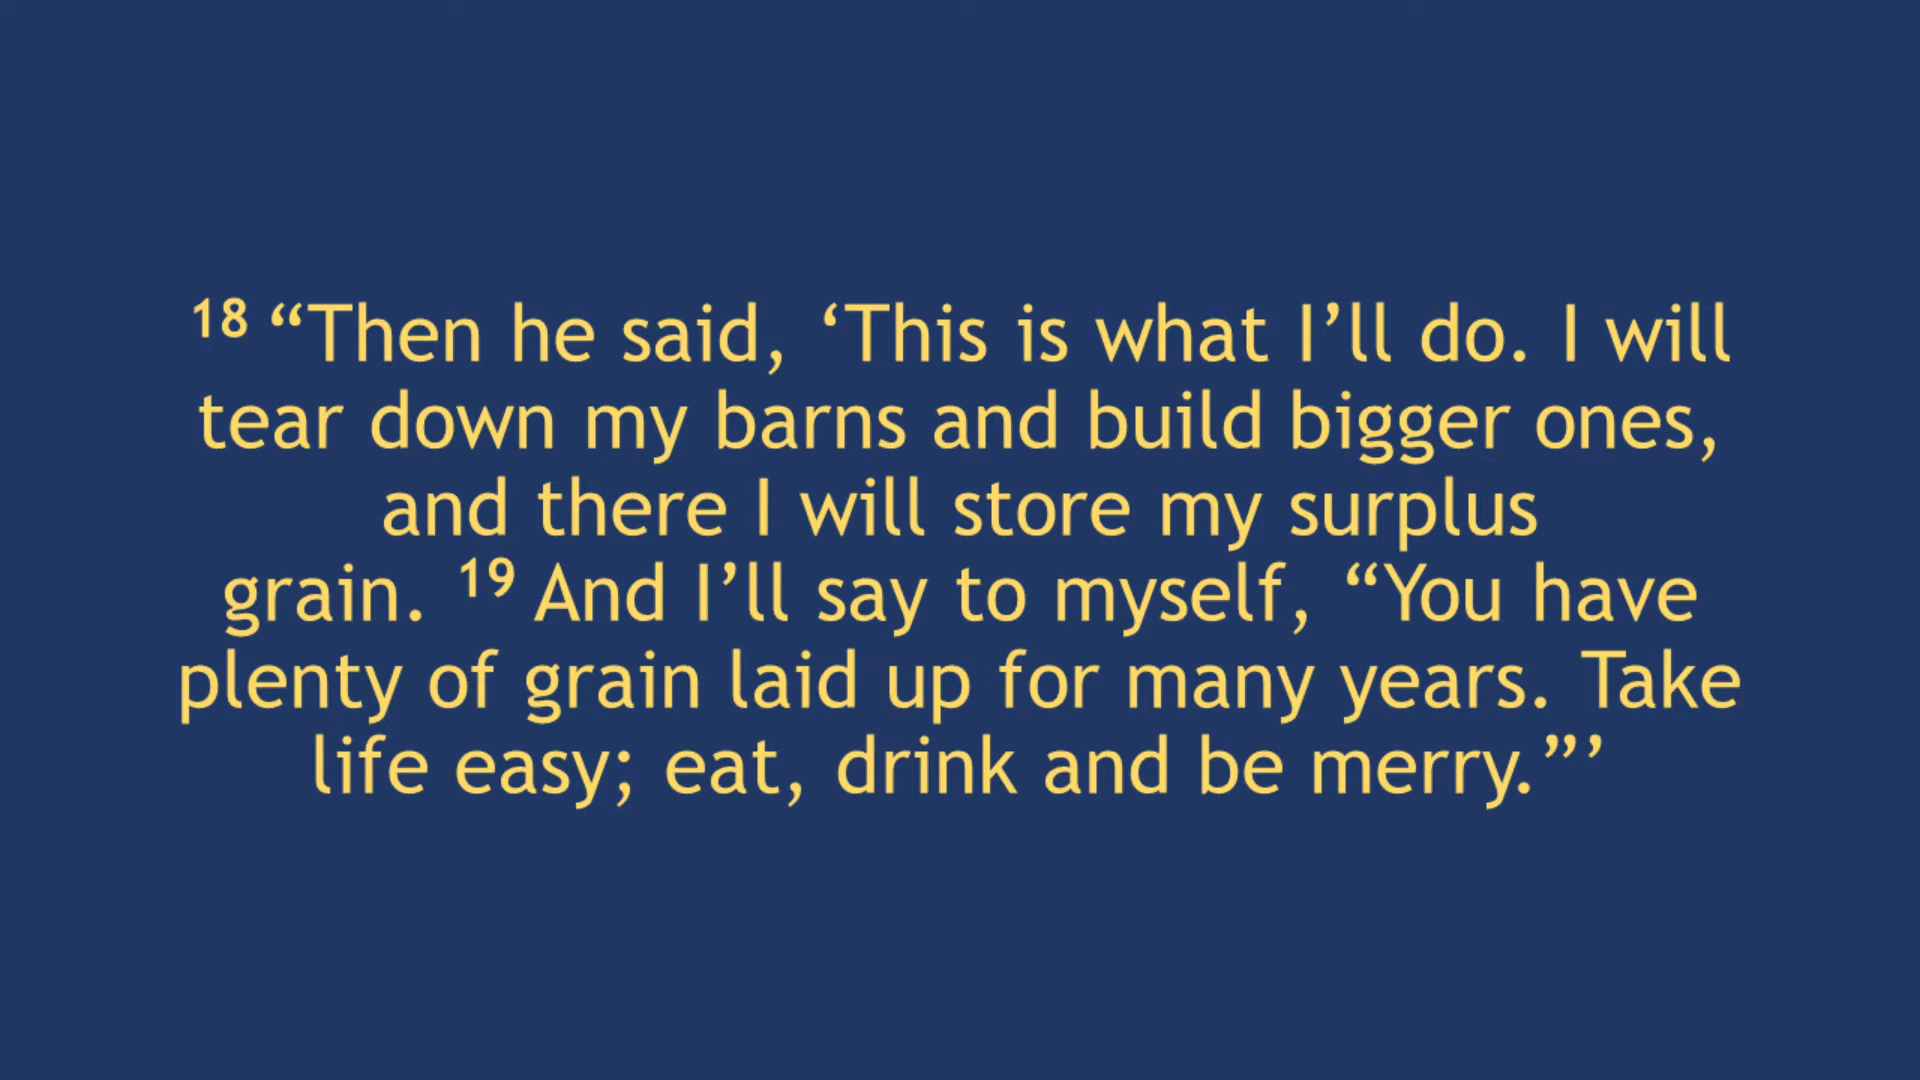 18 “Then he said, ‘This is what I’ll do. I will
tear down my barns and build bigger ones,
and there I will store my surplus
grain. 19 And I’ll say to myself, “You have
plenty of grain laid up for many years. Take
life easy; eat, drink and be merry.”’